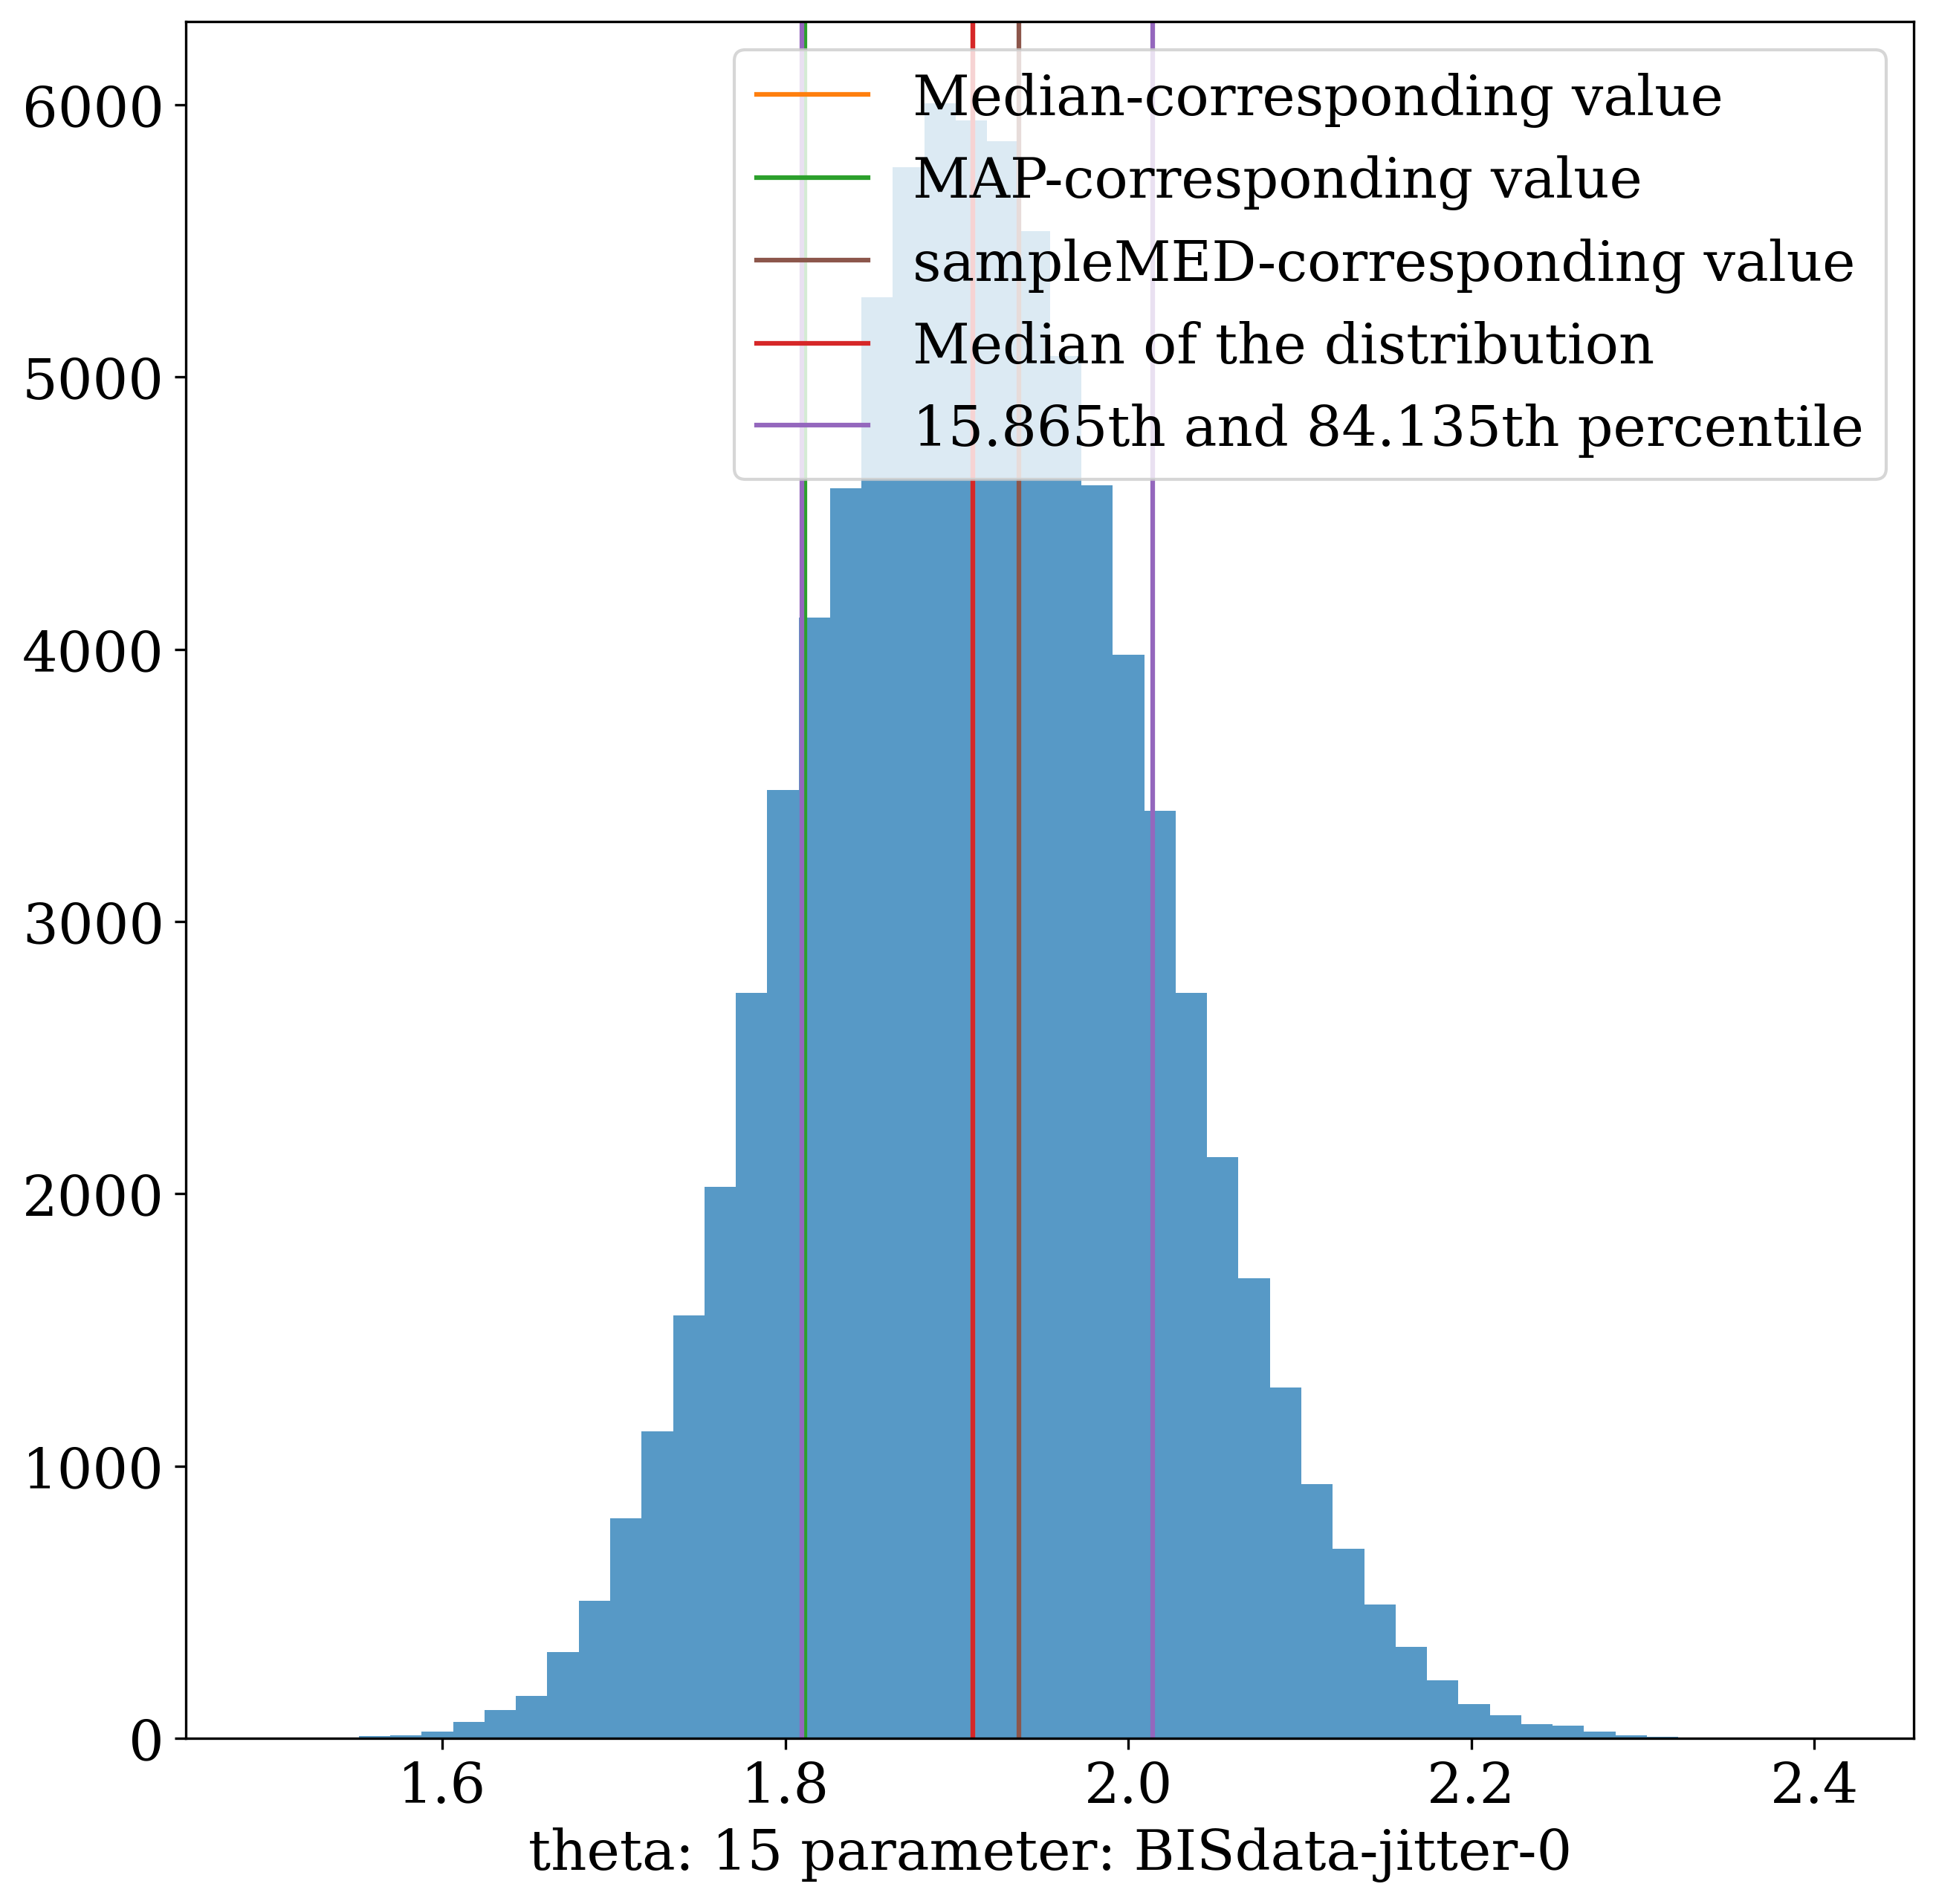 Median-corresponding value
MAP-corresponding value
sampleMED-corresponding value
Median of the distribution
15.865th and 84.135th percentile
6000
5000
4000
3000
2000
1000
0
1.6 1.8 2.0 2.2 2.4
theta: 15 parameter: BISdata-jitter-0